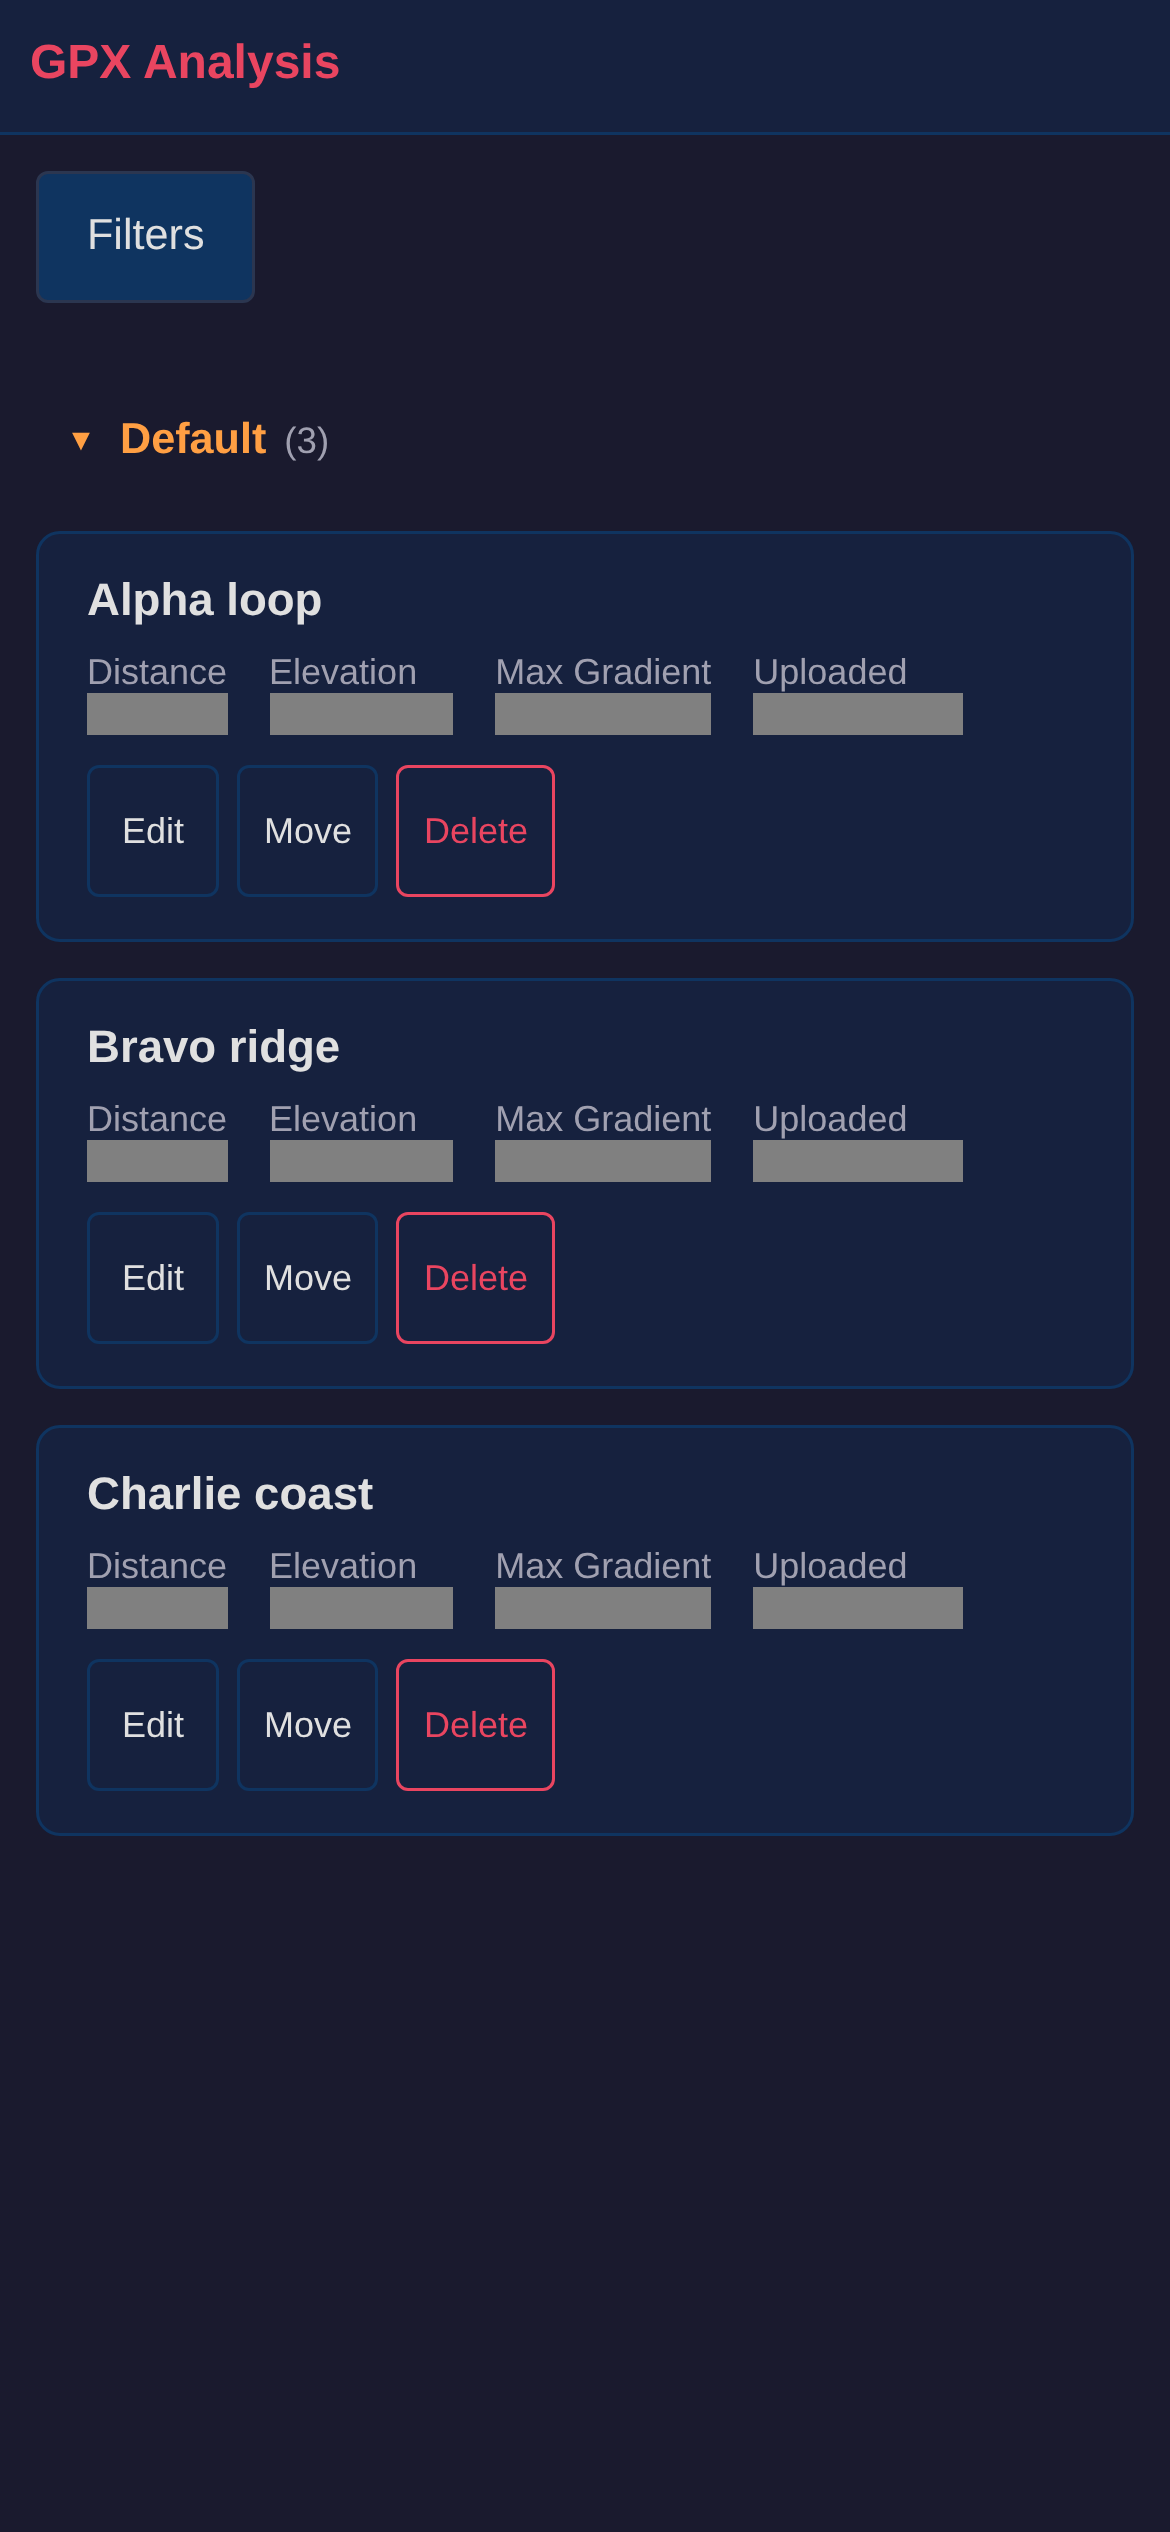 GPX Analysis
Filters
▼ Default (3)
Alpha loop
Distance Elevation Max Gradient Uploaded
Edit Move Delete
Bravo ridge
Distance Elevation Max Gradient Uploaded
Edit Move Delete
Charlie coast
Distance Elevation Max Gradient Uploaded
Edit Move Delete